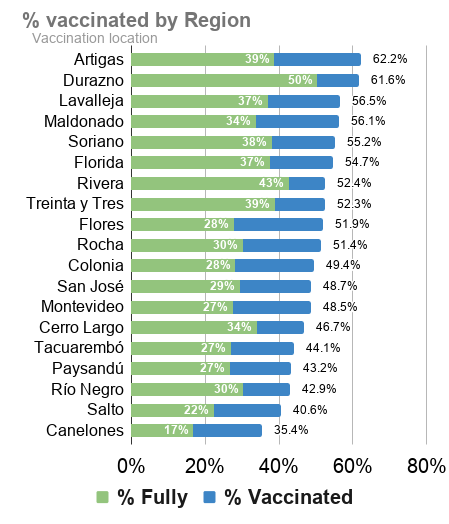 % vaccinated by Region
Vaccination location
Artigas 39% 62.2%
Durazno 50% 61.6%
Lavalleja 37% 56.5%
Maldonado 34% 56.1%
Soriano 38% 55.2%
Florida 37% 54.7%
Rivera 43% 52.4%
Treinta y Tres 39% 52.3%
Flores 28% 51.9%
Rocha 30% 51.4%
Colonia 28% 49.4%
San José 29% 48.7%
Montevideo 27% 48.5%
Cerro Largo 34% 46.7%
Tacuarembó 27% 44.1%
Paysandú 27% 43.2%
Río Negro 30% 42.9%
Salto 22% 40.6%
Canelones 17% 35.4%
0% 20% 40% 60% 80%
% Fully % Vaccinated